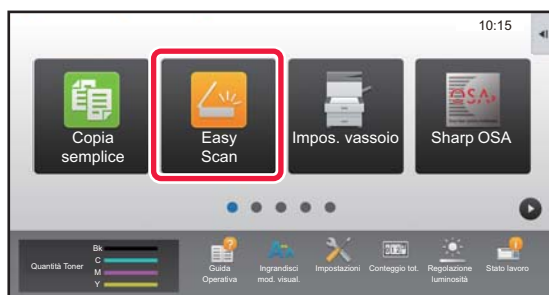 10:15
Copia
semplice
Easy
Scan
Impos. vassoio
OSA
Sharp OSA
Quantità Toner
Bk
C
M
Y
Guida
Operativa
Ingrandisci
mod. visual.
Impostazioni
Conteggio tot.
Regolazione
luminosità
Stato lavoro